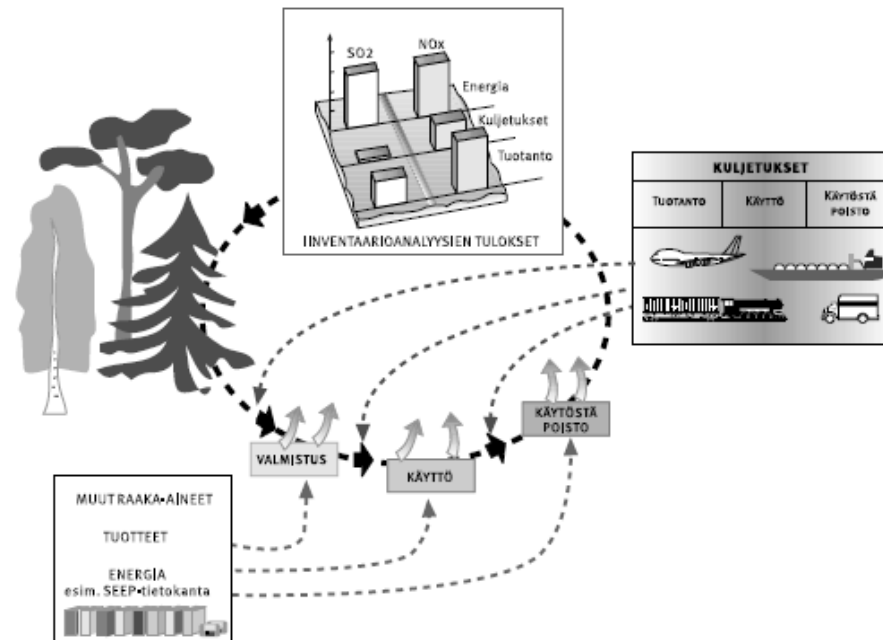 SO2
NOx
Energia
Kuljetukset
Tuotanto
IINVENTAARIOANALYYSIEN TULOKSET
KULJETUKSET
TUOTANTO
KÄYTTÖ
KÄYTÖSTÄ
POISTO
VALMISTUS
KÄYTTÖ
KÄYTÖSTÄ
POISTO
MUUT RAAKA-AINEET
TUOTTEET
ENERGIA
esim. SEEP-tietokanta